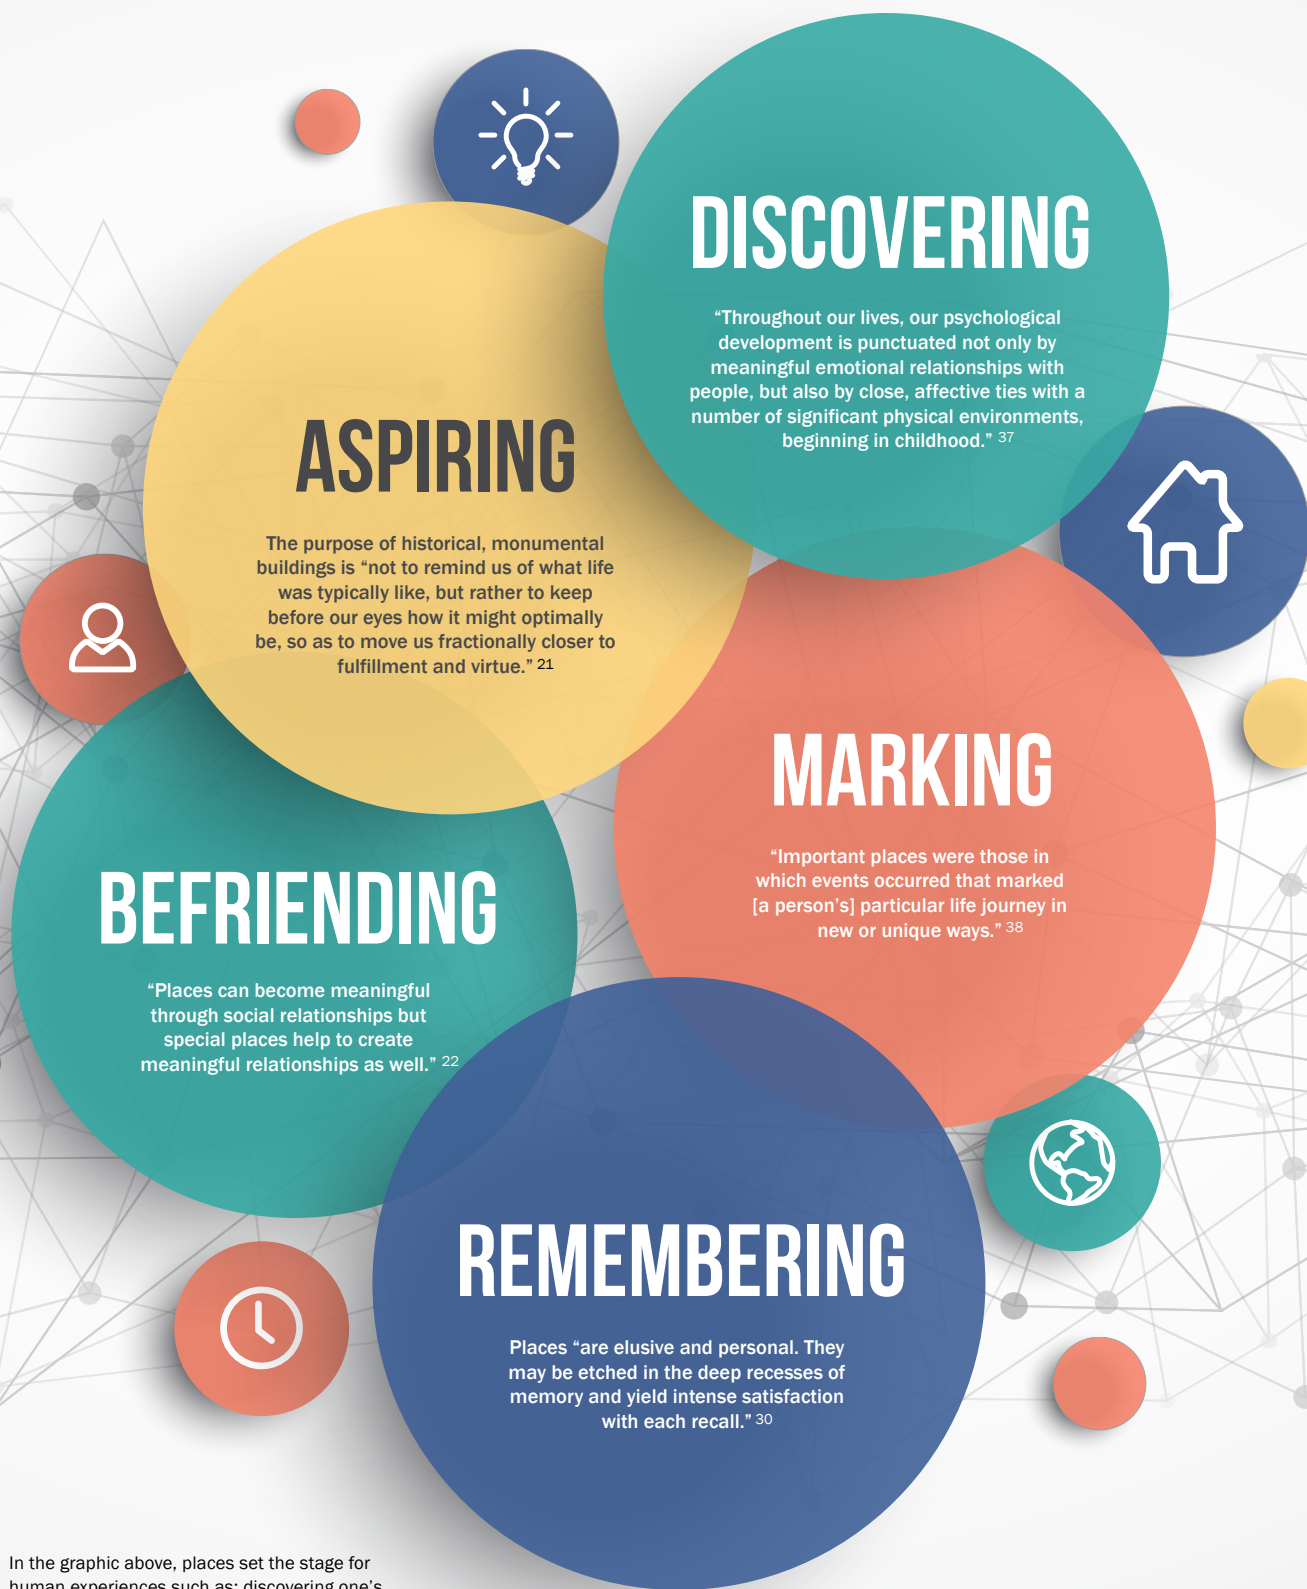 DISCOVERING
“Throughout our lives, our psychological
development is punctuated not only by
meaningful emotional relationships with
people, but also by close, affective ties with a
number of significant physical environments,
beginning in childhood.” 37
ASPIRING
The purpose of historical, monumental
buildings is “not to remind us of what life
was typically like, but rather to keep
before our eyes how it might optimally
be, so as to move us fractionally closer to
fulfillment and virtue.” 21
MARKING
“Important places were those in
which events occurred that marked
[a person’s] particular life journey in
new or unique ways.” 38
BEFRIENDING
“Places can become meaningful
through social relationships but
special places help to create
meaningful relationships as well.” 22
REMEMBERING
Places “are elusive and personal. They
may be etched in the deep recesses of
memory and yield intense satisfaction
with each recall.” 30
In the graphic above, places set the stage for
human experiences such as: discovering one’s